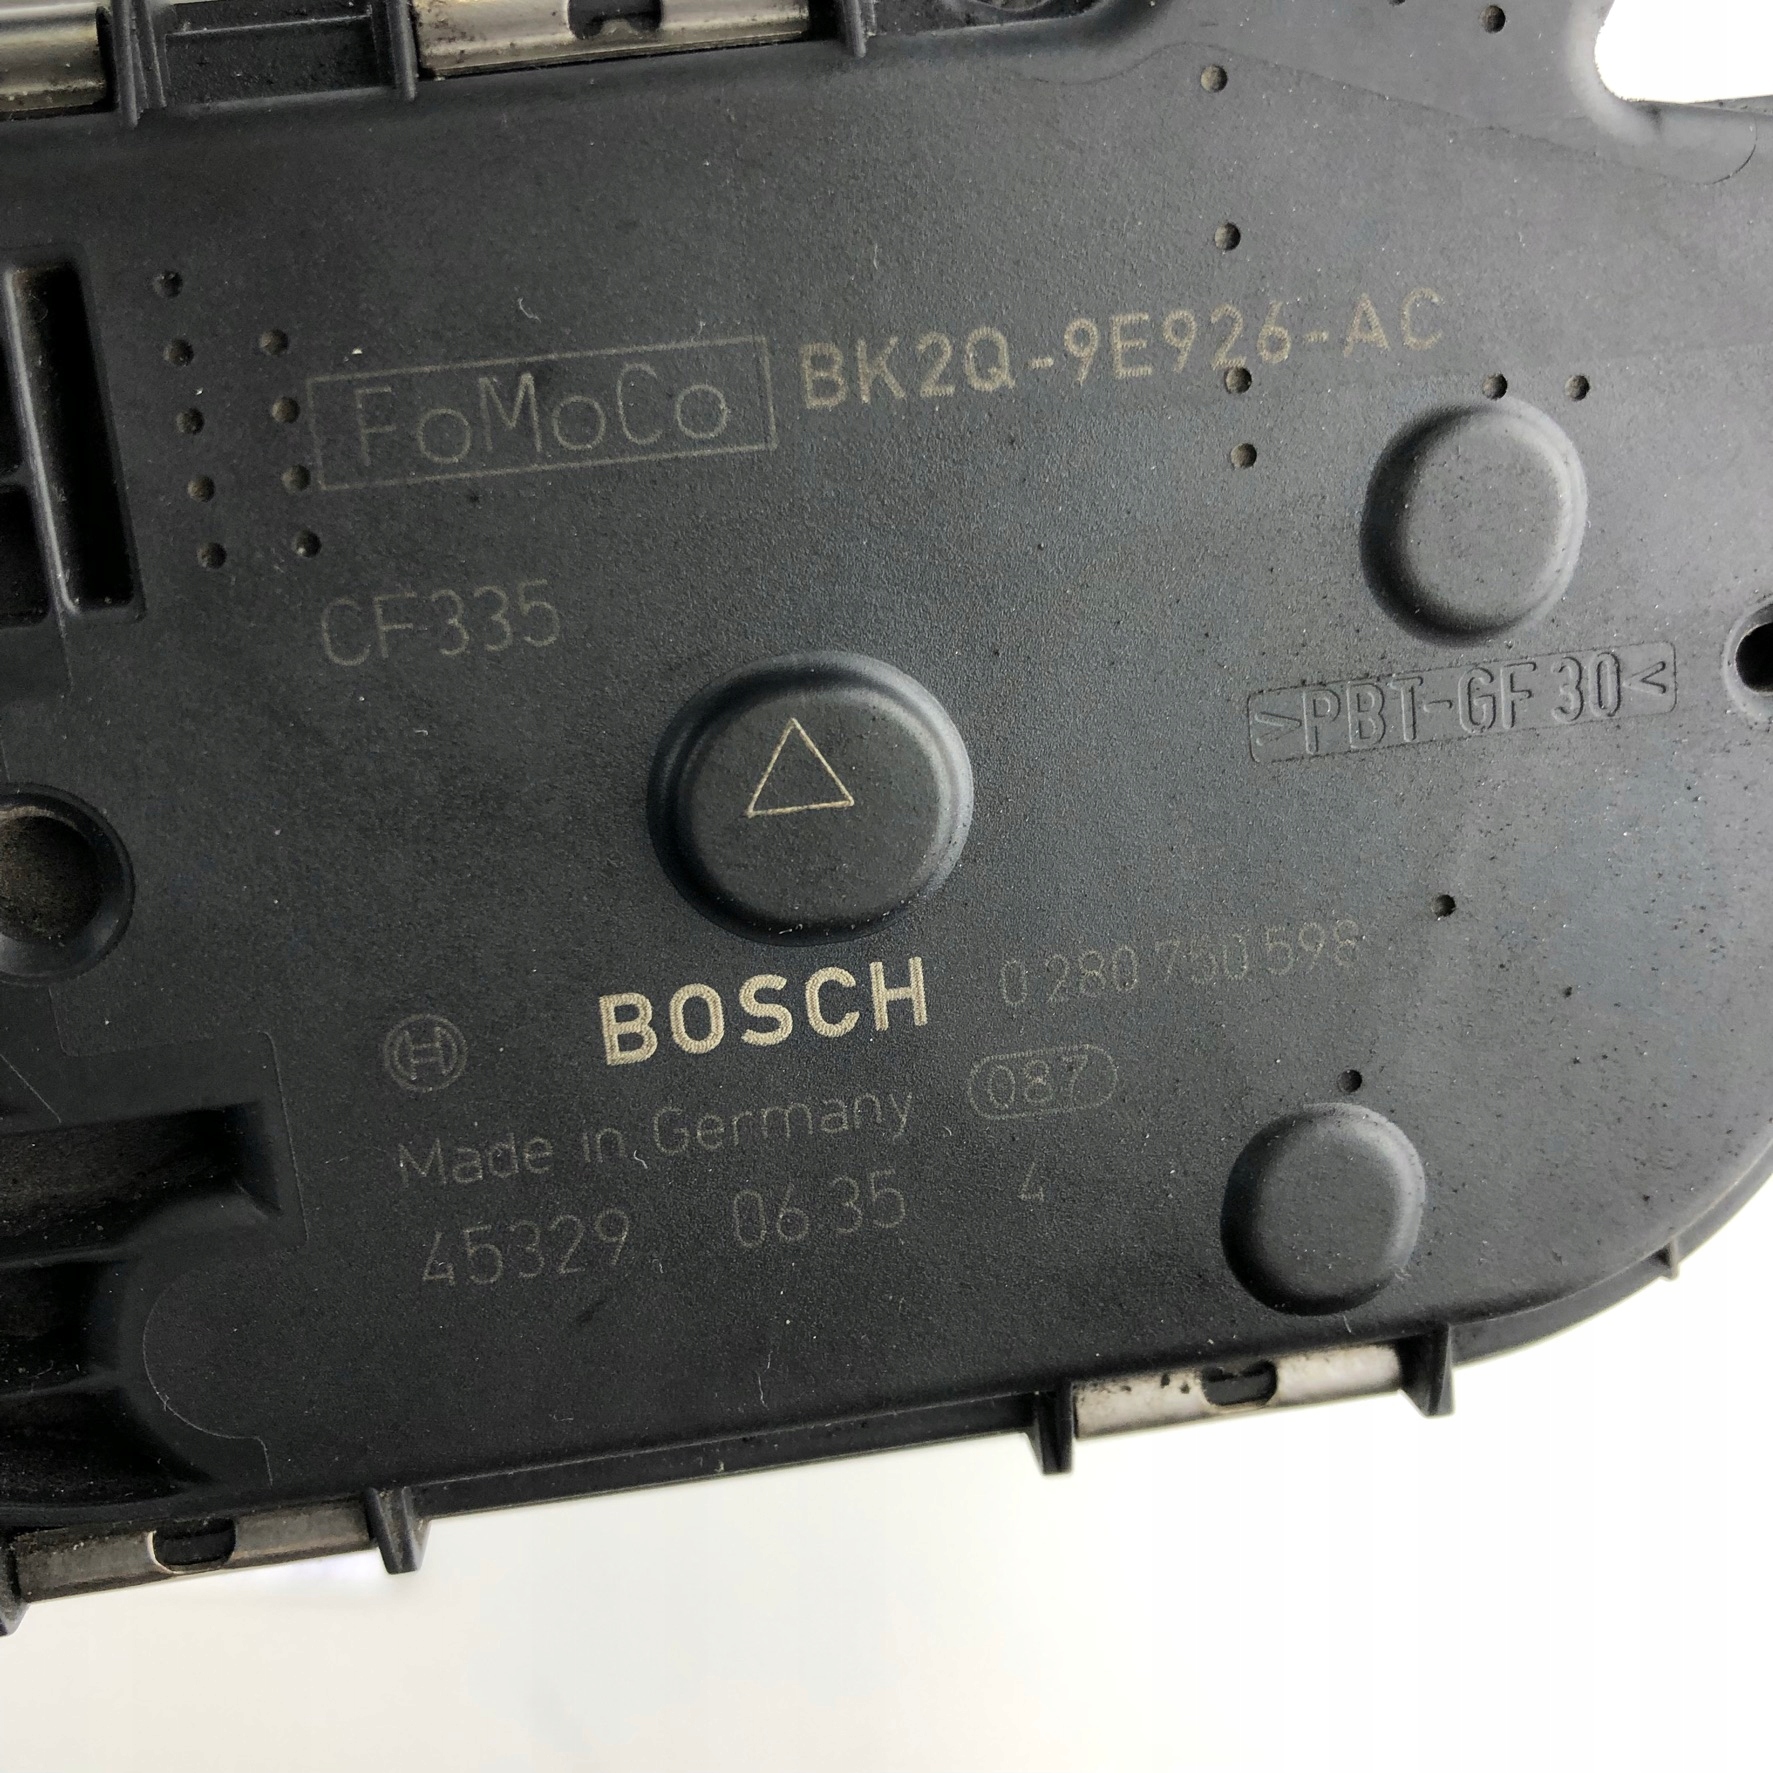 FoMoCo BK2Q-9E926-AC
CF335
>PBT-GF 30<
BOSCH 0 280 750 598
Made in Germany 087
45329 06 35 4